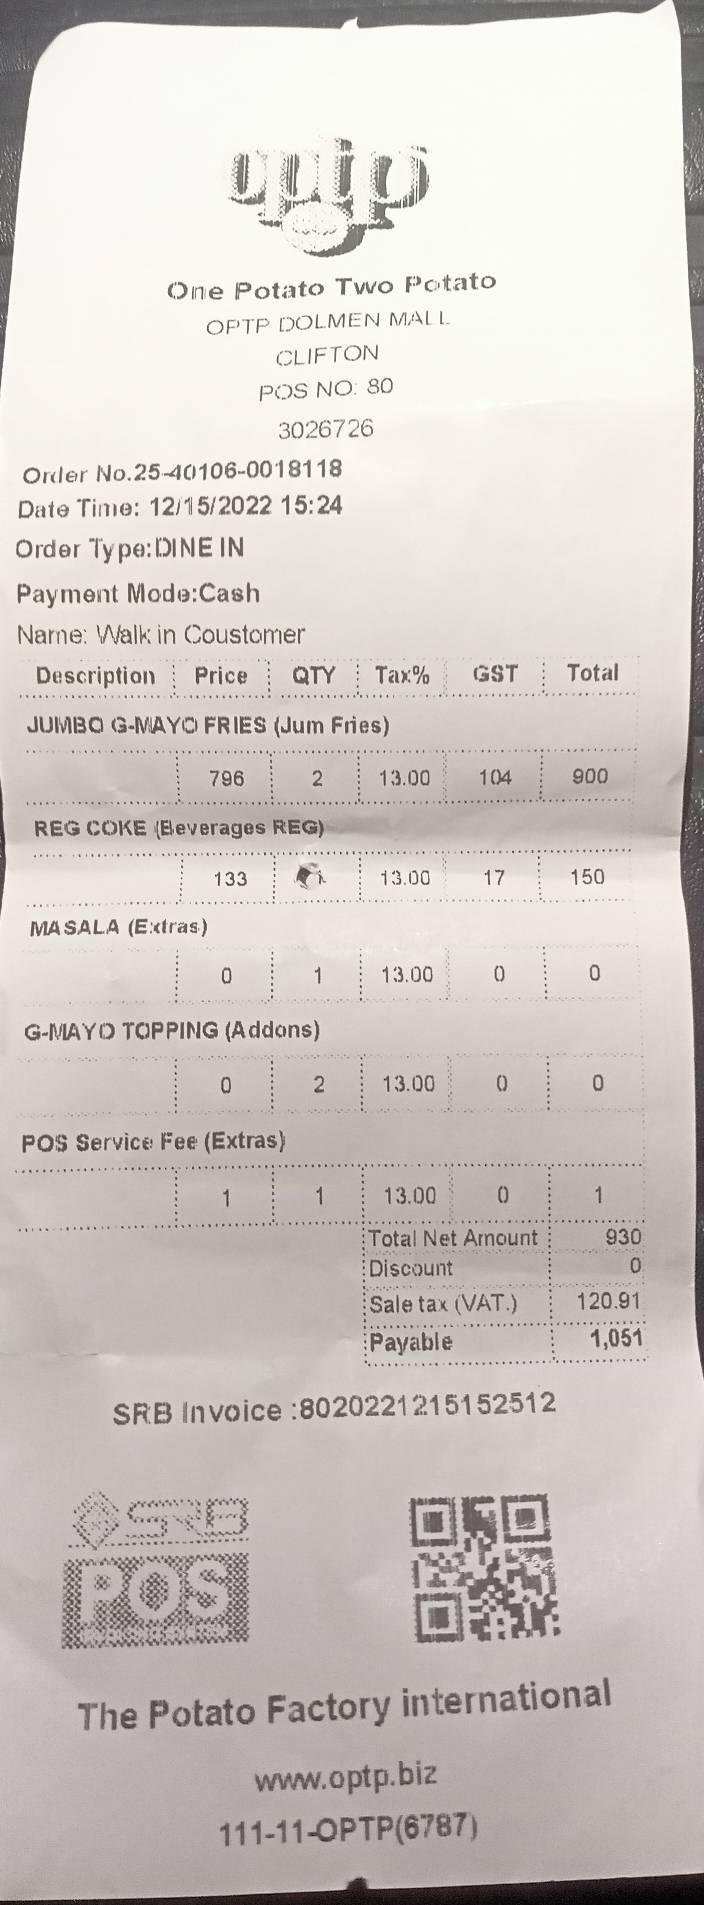 optp
One Potato Two Potato
OPTP DOLMEN MALL
CLIFTON
POS NO: 80
3026726
Order No.25-40106-0018118
Date Time: 12/15/2022 15:24
Order Type:DINE IN
Payment Mode:Cash
Name: Walk in Coustomer
Description Price QTY Tax% GST Total
JUMBO G-MAYO FRIES (Jum Fries)
796 2 13.00 104 900
REG COKE (Beverages REG)
133 13.00 17 150
MASALA (Extras)
0 1 13.00 0 0
G-MAYO TOPPING (Addons)
0 2 13.00 0 0
POS Service Fee (Extras)
1 1 13.00 0 1
Total Net Amount 930
Discount 0
Sale tax (VAT.) 120.91
Payable 1,051
SRB Invoice :8020221215152512
SRB
POS
The Potato Factory international
www.optp.biz
111-11-OPTP(6787)